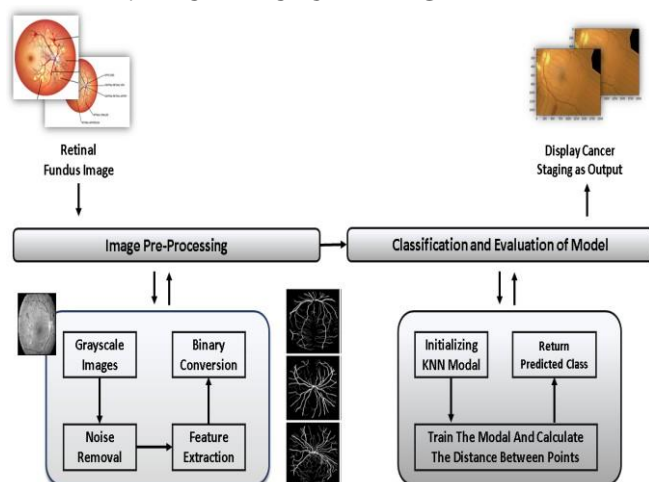 Retinal
Fundus Image
Display Cancer
Staging as Output
Image Pre-Processing
Classification and Evaluation of Model
Grayscale
Images
Binary
Conversion
Noise
Removal
Feature
Extraction
Initializing
KNN Modal
Return
Predicted Class
Train The Modal And Calculate
The Distance Between Points